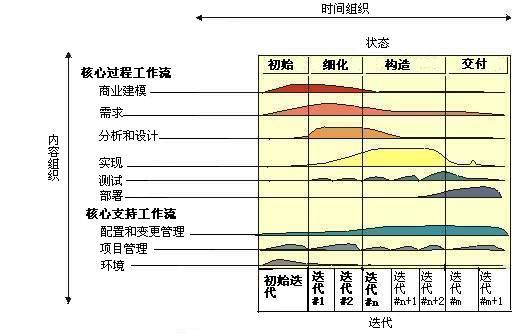 时间组织
状态
初始 细化 构造 交付
核心过程工作流
商业建模
需求
分析和设计
实现
测试
部署
核心支持工作流
配置和变更管理
项目管理
环境
内容组织
初始迭代 迭代#1 迭代#2 迭代#n 迭代#n+1 迭代#n+2 迭代#m 迭代#m+1
迭代